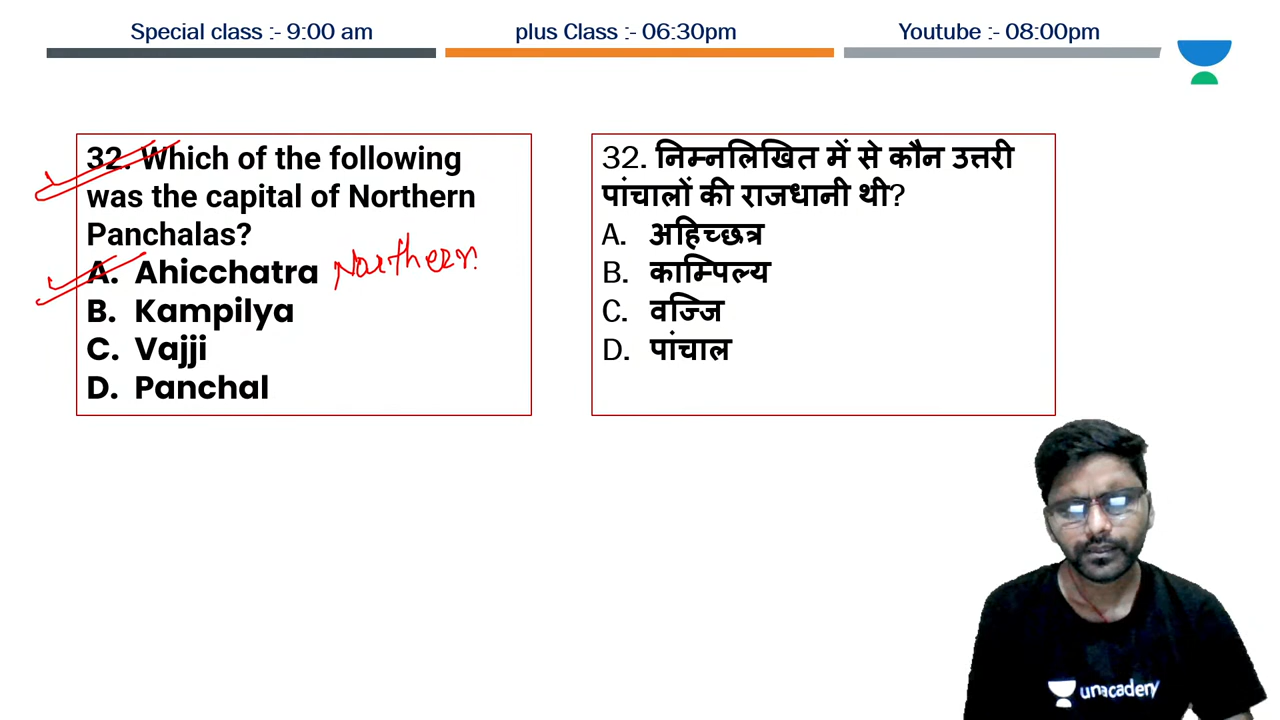 Special class :- 9:00 am
plus Class :- 06:30pm
Youtube :- 08:00pm
32. Which of the following
was the capital of Northern
Panchalas?
A. Ahicchatra Northern
B. Kampilya
C. Vajji
D. Panchal
32. निम्नलिखित में से कौन उत्तरी
पांचालों की राजधानी थी?
A. अहिच्छत्र
B. काम्पिल्य
C. वज्जि
D. पांचाल
unacademy